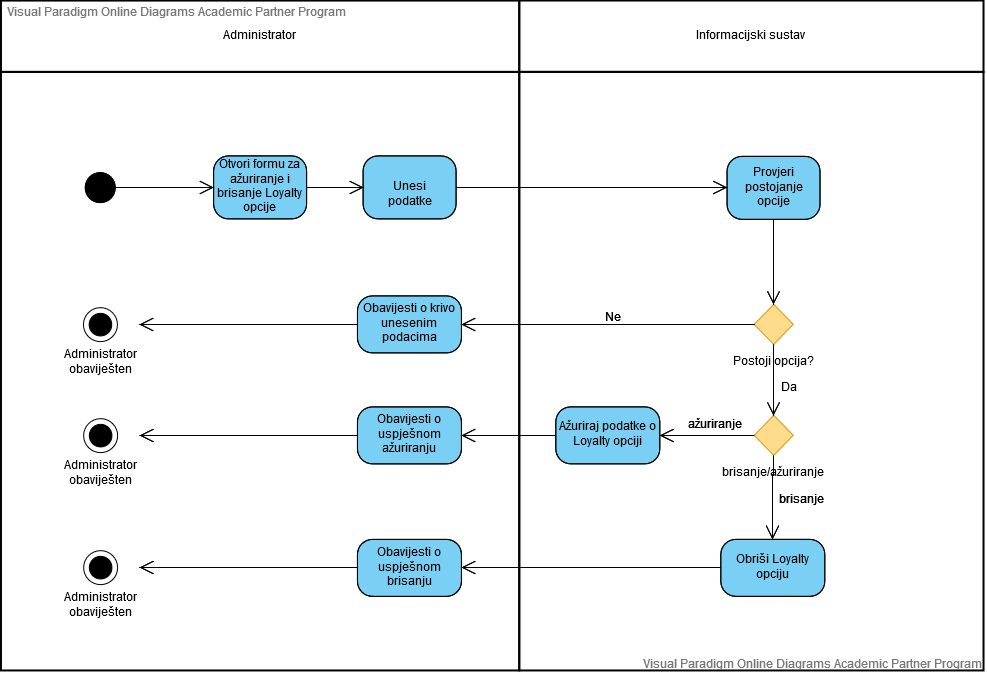 Visual Paradigm Online Diagrams Academic Partner Program
Administrator
Informacijski sustav
Otvori formu za
ažuriranje i
brisanje Loyalty
opcije
Unesi
podatke
Provjeri
postojanje
opcije
Obavijesti o krivo
unesenim
podacima
Ne
Administrator
obaviješten
Postoji opcija?
Da
Obavijesti o
uspješnom
ažuriranju
Ažuriraj podatke o
Loyalty opciji
ažuriranje
Administrator
obaviješten
brisanje/ažuriranje
brisanje
Obavijesti o
uspješnom
brisanju
Obriši Loyalty
opciju
Administrator
obaviješten
Visual Paradigm Online Diagrams Academic Partner Program